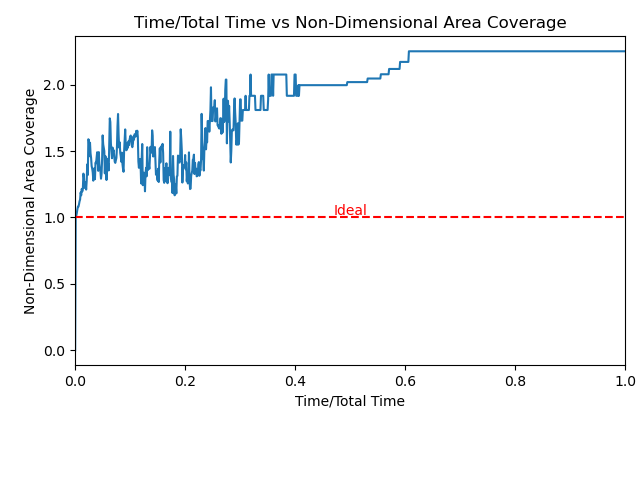 Time/Total Time vs Non-Dimensional Area Coverage
Non-Dimensional Area Coverage
2.0
1.5
1.0
0.5
0.0
Ideal
0.0 0.2 0.4 0.6 0.8 1.0
Time/Total Time